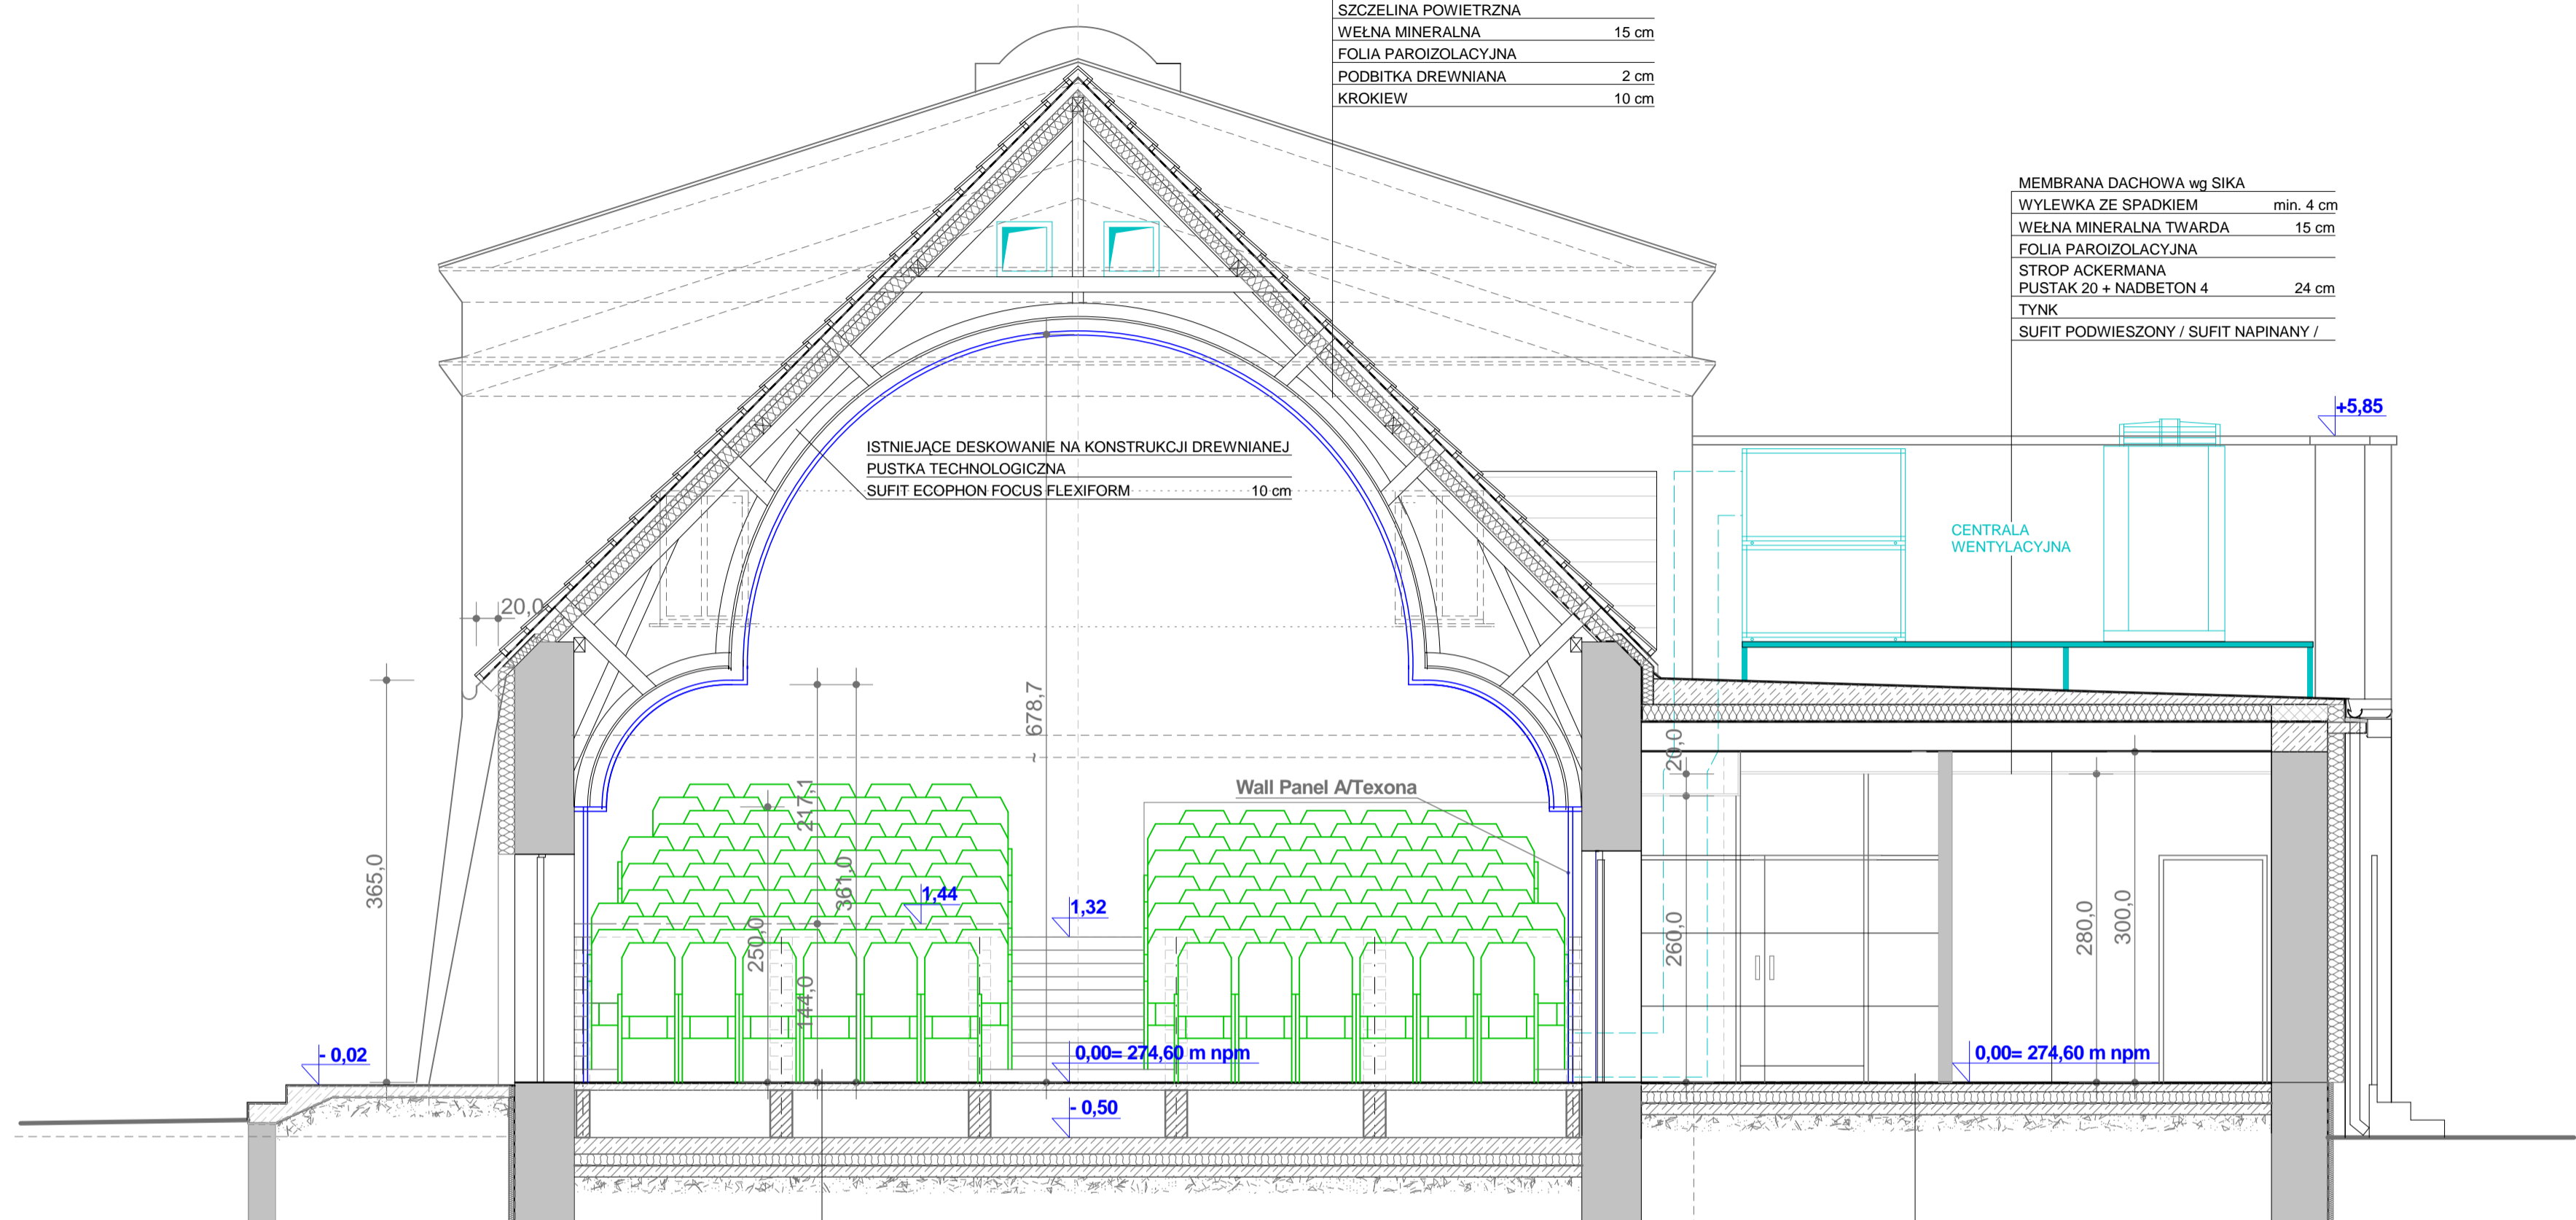 SZCZELINA POWIETRZNA
WEŁNA MINERALNA 15 cm
FOLIA PAROIZOLACYJNA
PODBITKA DREWNIANA 2 cm
KROKIEW 10 cm
MEMBRANA DACHOWA wg SIKA
WYLEWKA ZE SPADKIEM min. 4 cm
WEŁNA MINERALNA TWARDA 15 cm
FOLIA PAROIZOLACYJNA
STROP ACKERMANA
PUSTAK 20 + NADBETON 4 24 cm
TYNK
SUFIT PODWIESZONY / SUFIT NAPINANY /
+5,85
ISTNIEJĄCE DESKOWANIE NA KONSTRUKCJI DREWNIANEJ
PUSTKA TECHNOLOGICZNA
SUFIT ECOPHON FOCUS FLEXIFORM 10 cm
CENTRALA
WENTYLACYJNA
20,0
~ 678,7
20,0
Wall Panel A/Texona
217,1
365,0
361,0
1,44
1,32
250,0
144,0
260,0
280,0
300,0
- 0,02
0,00= 274,60 m npm
0,00= 274,60 m npm
- 0,50